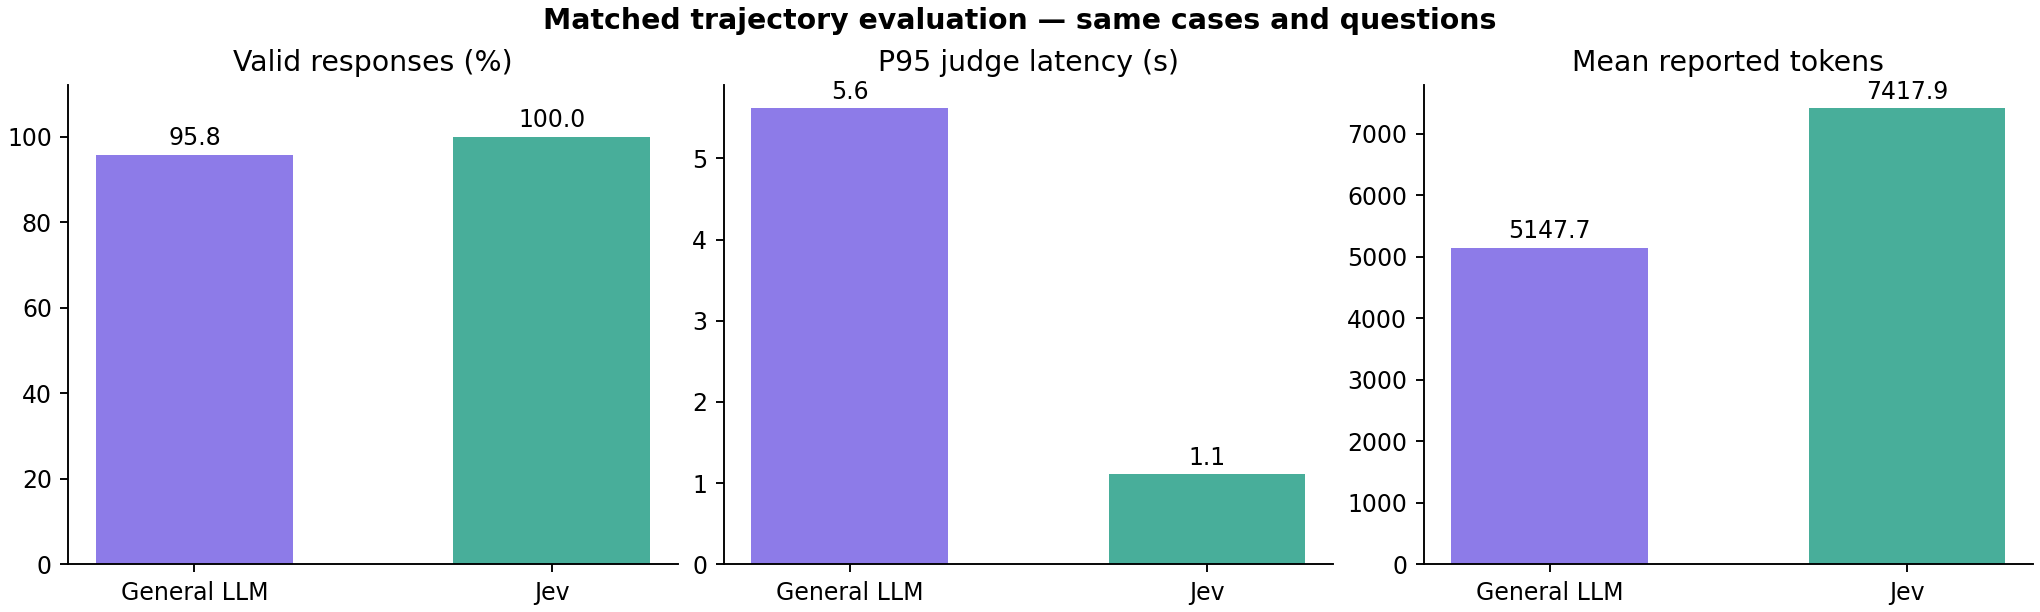 Matched trajectory evaluation — same cases and questions
Valid responses (%)
100
80
60
40
20
0
95.8
100.0
General LLM
Jev
P95 judge latency (s)
5
4
3
2
1
0
5.6
1.1
General LLM
Jev
Mean reported tokens
7000
6000
5000
4000
3000
2000
1000
0
5147.7
7417.9
General LLM
Jev